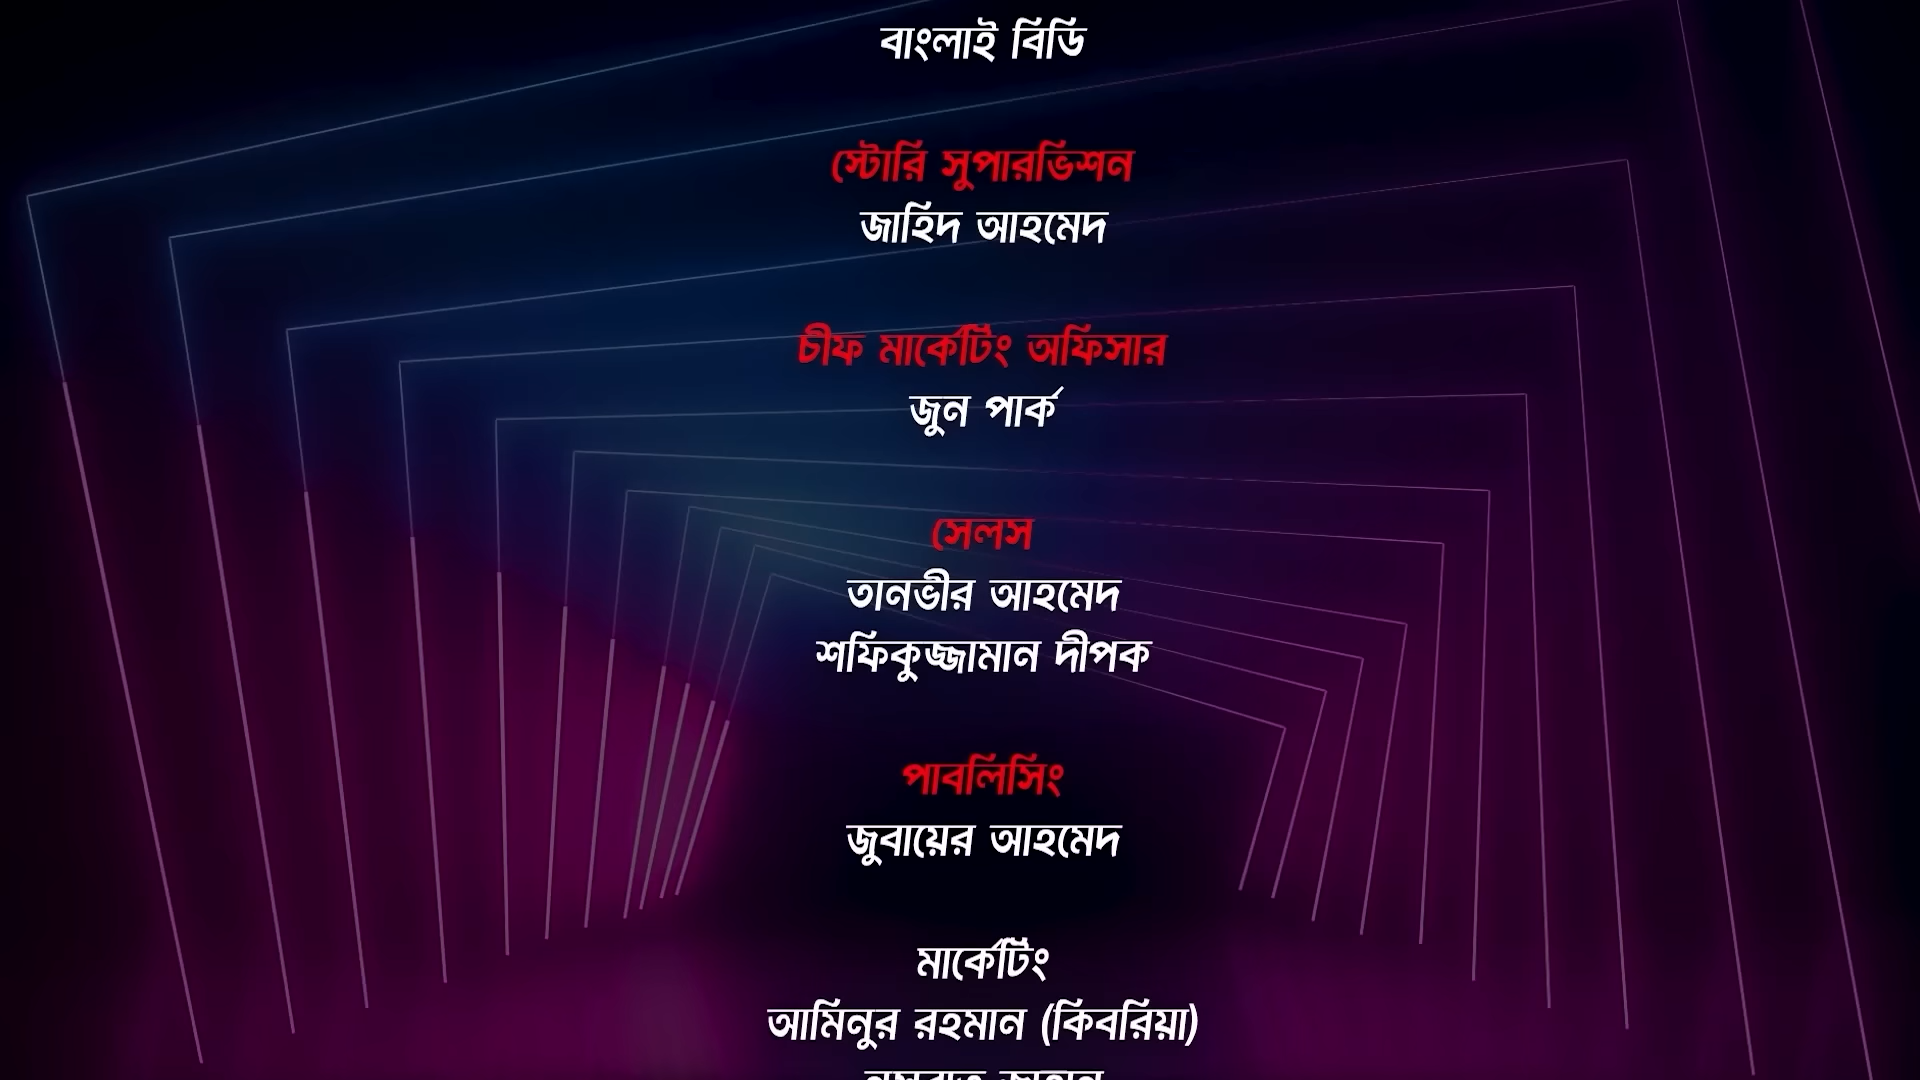 বাংলাই বিডি
স্টোরি সুপারভিশন
জাহিদ আহমেদ
চীফ মার্কেটিং অফিসার
জুন পার্ক
সেলস
তানভীর আহমেদ
শফিকুজ্জামান দীপক
পাবলিসিং
জুবায়ের আহমেদ
মার্কেটিং
আমিনুর রহমান (কিবরিয়া)